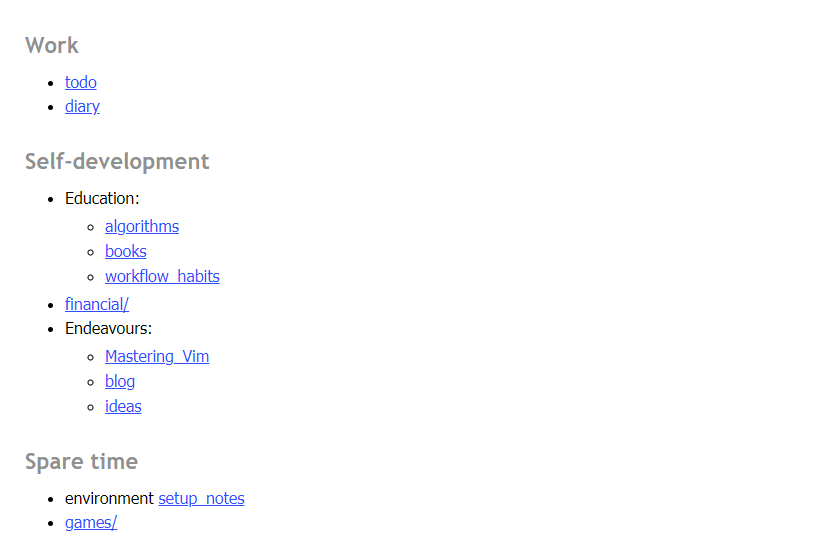 Work
todo
diary
Self-development
Education:
algorithms
books
workflow_habits
financial/
Endeavours:
Mastering_Vim
blog
ideas
Spare time
environment setup_notes
games/